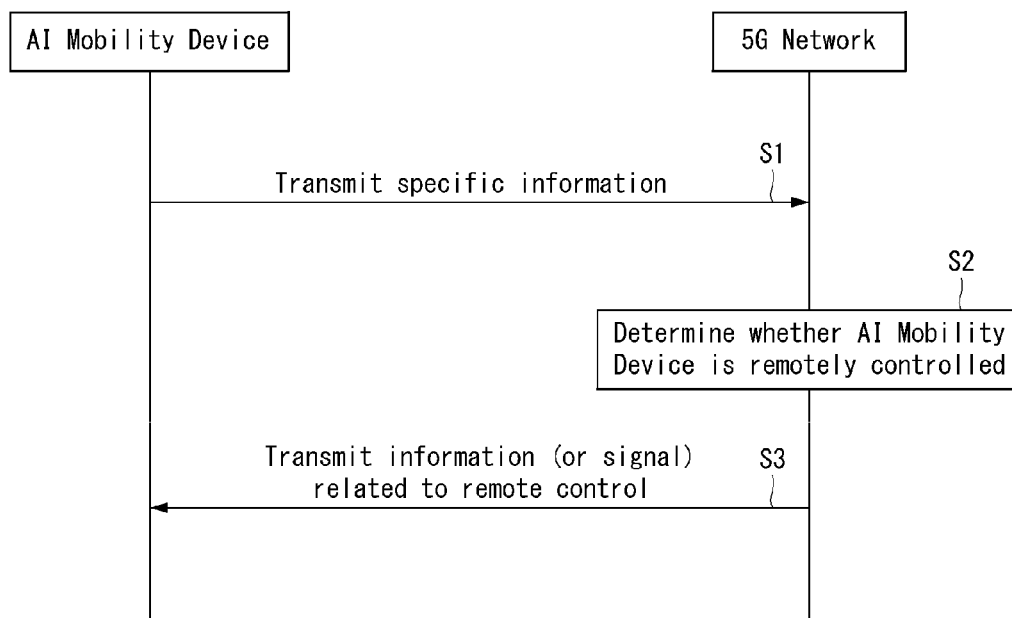 AI Mobility Device
5G Network
S1
Transmit specific information
S2
Determine whether AI Mobility
Device is remotely controlled
Transmit information (or signal)
S3
related to remote control